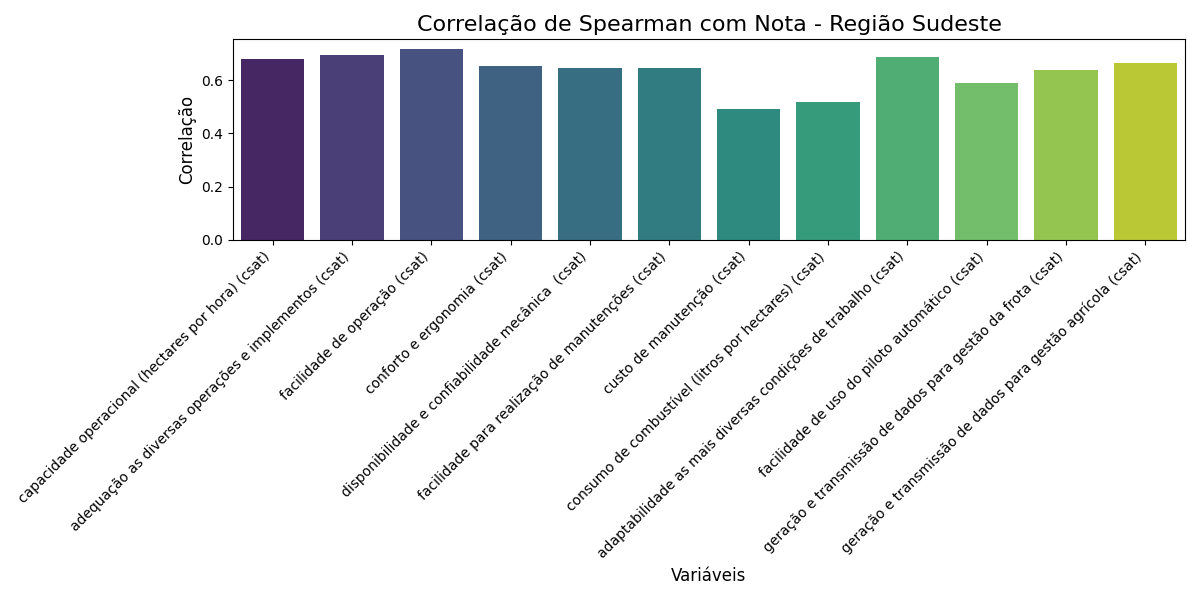 Correlação de Spearman com Nota - Região Sudeste
Correlação
0.6
0.4
0.2
0.0
capacidade operacional (hectares por hora) (csat)
adequação as diversas operações e implementos (csat)
facilidade de operação (csat)
conforto e ergonomia (csat)
disponibilidade e confiabilidade mecânica  (csat)
facilidade para realização de manutenções (csat)
custo de manutenção (csat)
consumo de combustível (litros por hectares) (csat)
adaptabilidade as mais diversas condições de trabalho (csat)
facilidade de uso do piloto automático (csat)
geração e transmissão de dados para gestão da frota (csat)
geração e transmissão de dados para gestão agrícola (csat)
Variáveis